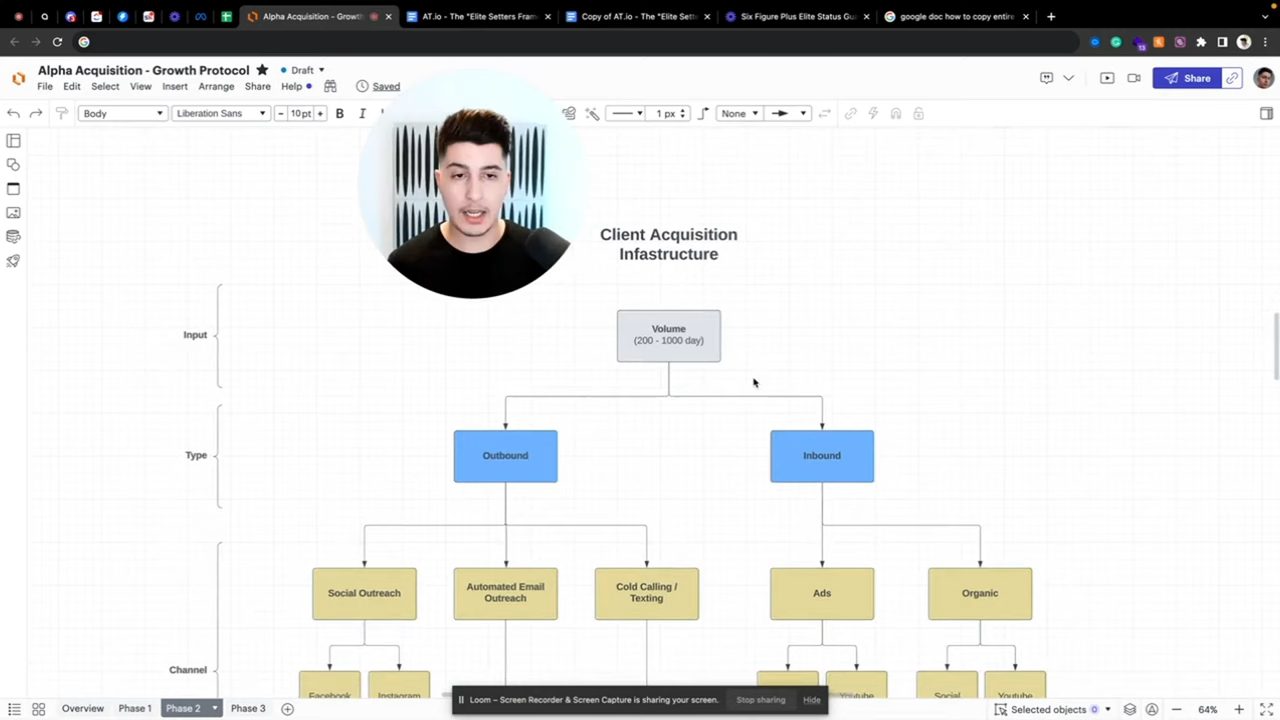 Alpha Acquisition - Growth
AT.io - The "Elite Setters Fram
Copy of AT.io - The "Elite Sett
Six Figure Plus Elite Status Gu
google doc how to copy entire
Alpha Acquisition - Growth Protocol
Draft
File Edit Select View Insert Arrange Share Help
Saved
Share
Body
Liberation Sans
10 pt
B
I
1 px
None
Client Acquisition
Infastructure
Input
Volume
(200 - 1000 day)
Type
Outbound
Inbound
Social Outreach
Automated Email
Outreach
Cold Calling /
Texting
Ads
Organic
Channel
Facebook
Instagram
Youtube
Social
Youtube
Loom – Screen Recorder & Screen Capture is sharing your screen.
Stop sharing
Hide
Overview
Phase 1
Phase 2
Phase 3
Selected objects
0
64%